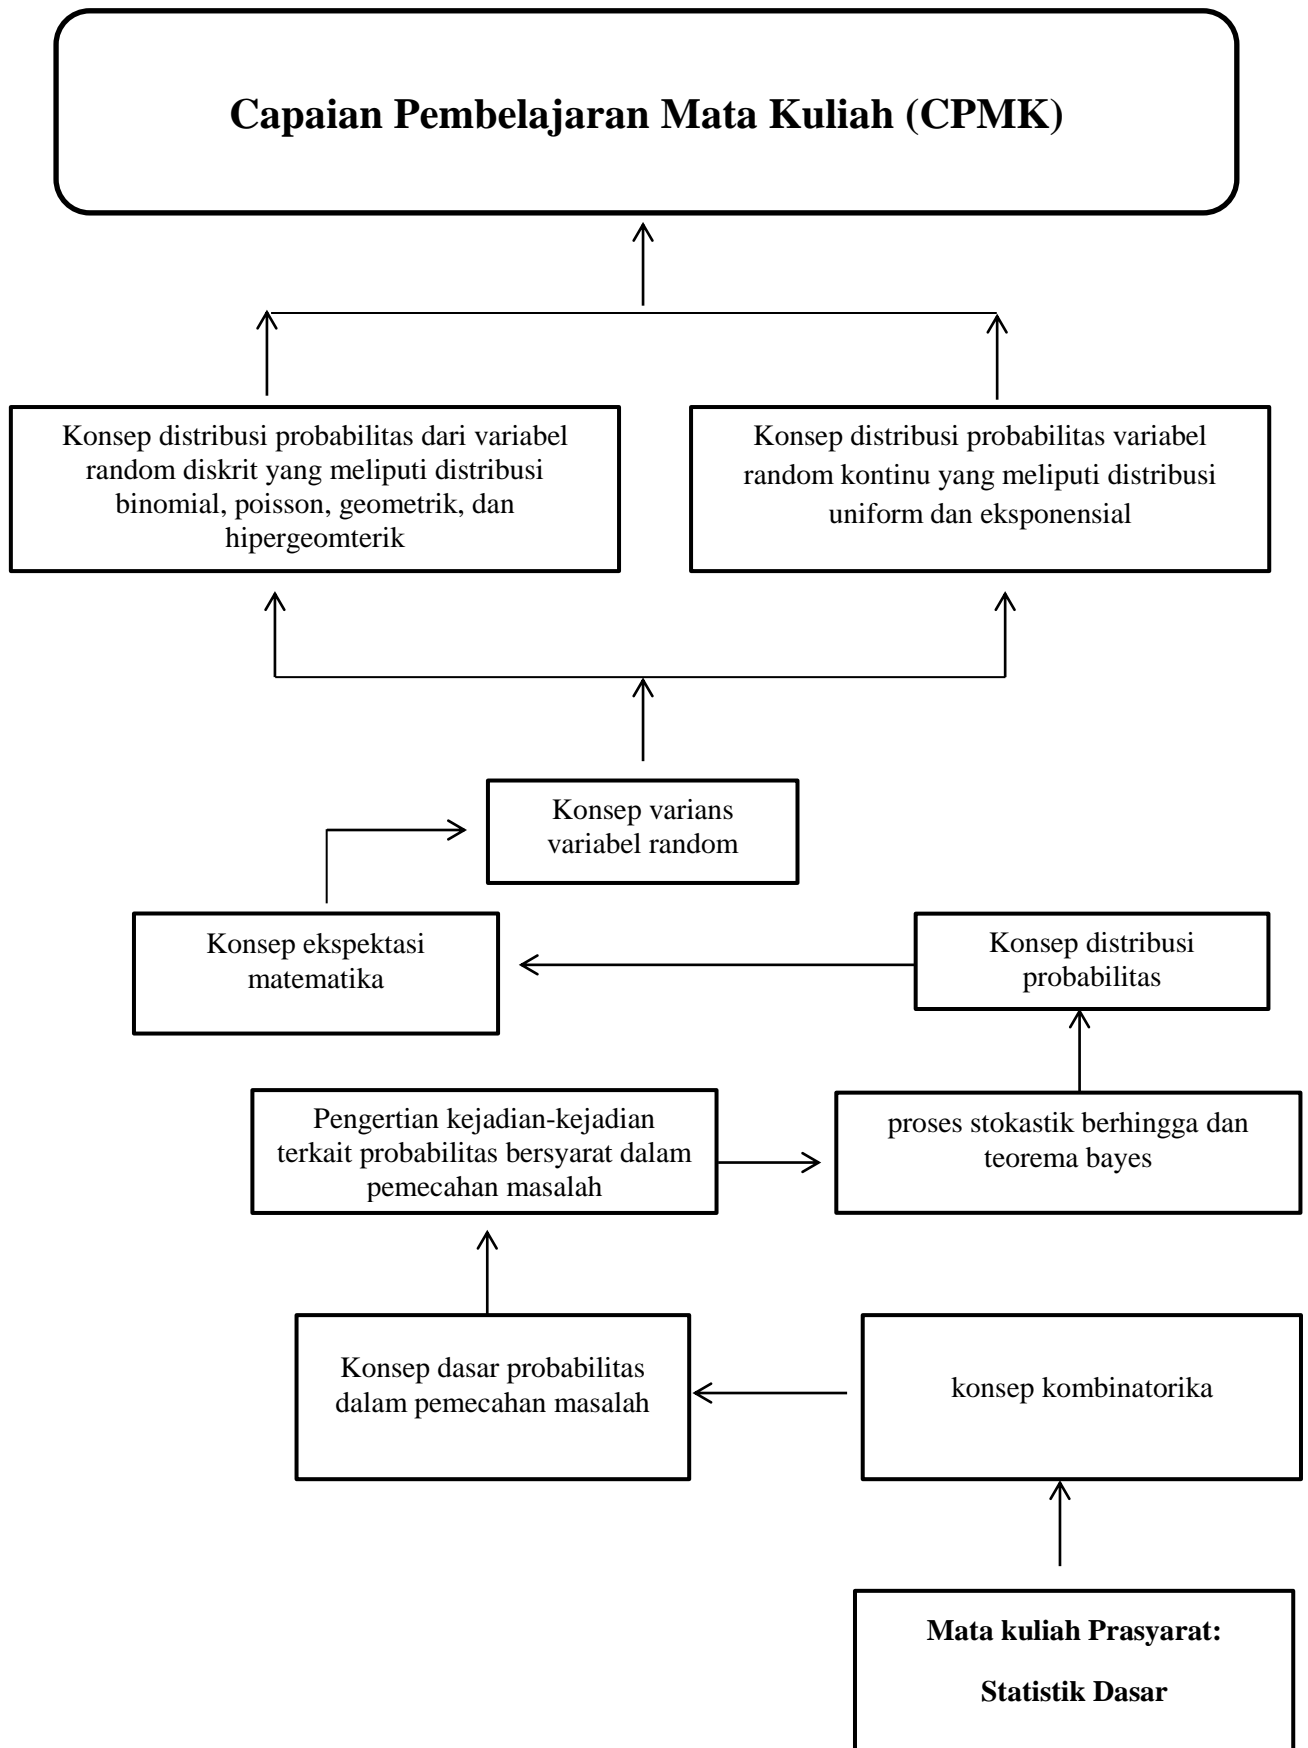 Capaian Pembelajaran Mata Kuliah (CPMK)
Konsep distribusi probabilitas dari variabel
random diskrit yang meliputi distribusi
binomial, poisson, geometrik, dan
hipergeomterik
Konsep distribusi probabilitas variabel
random kontinu yang meliputi distribusi
uniform dan eksponensial
Konsep varians
variabel random
Konsep ekspektasi
matematika
Konsep distribusi
probabilitas
Pengertian kejadian-kejadian
terkait probabilitas bersyarat dalam
pemecahan masalah
proses stokastik berhingga dan
teorema bayes
Konsep dasar probabilitas
dalam pemecahan masalah
konsep kombinatorika
Mata kuliah Prasyarat:
Statistik Dasar